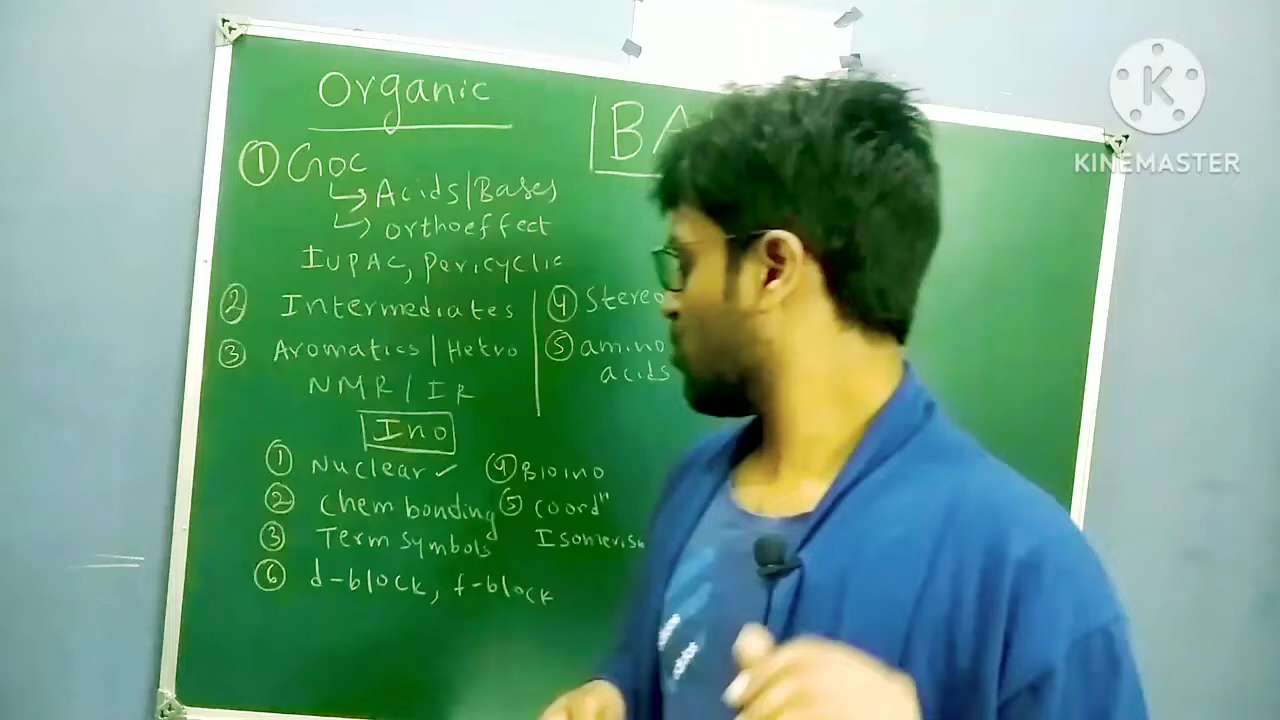 Organic
BA
① GOC
↳ Acids/Bases
↳ orthoeffect
IUPAC, pericyclic
② Intermediates
③ Aromatics / Hetro
NMR / IR
④ Stereo
⑤ amino
acids
Ino
① Nuclear ✓ ④ Bioino
② Chem bonding ⑤ coord"
③ Term symbols Isomerism
⑥ d-block, f-block
K
KINEMASTER